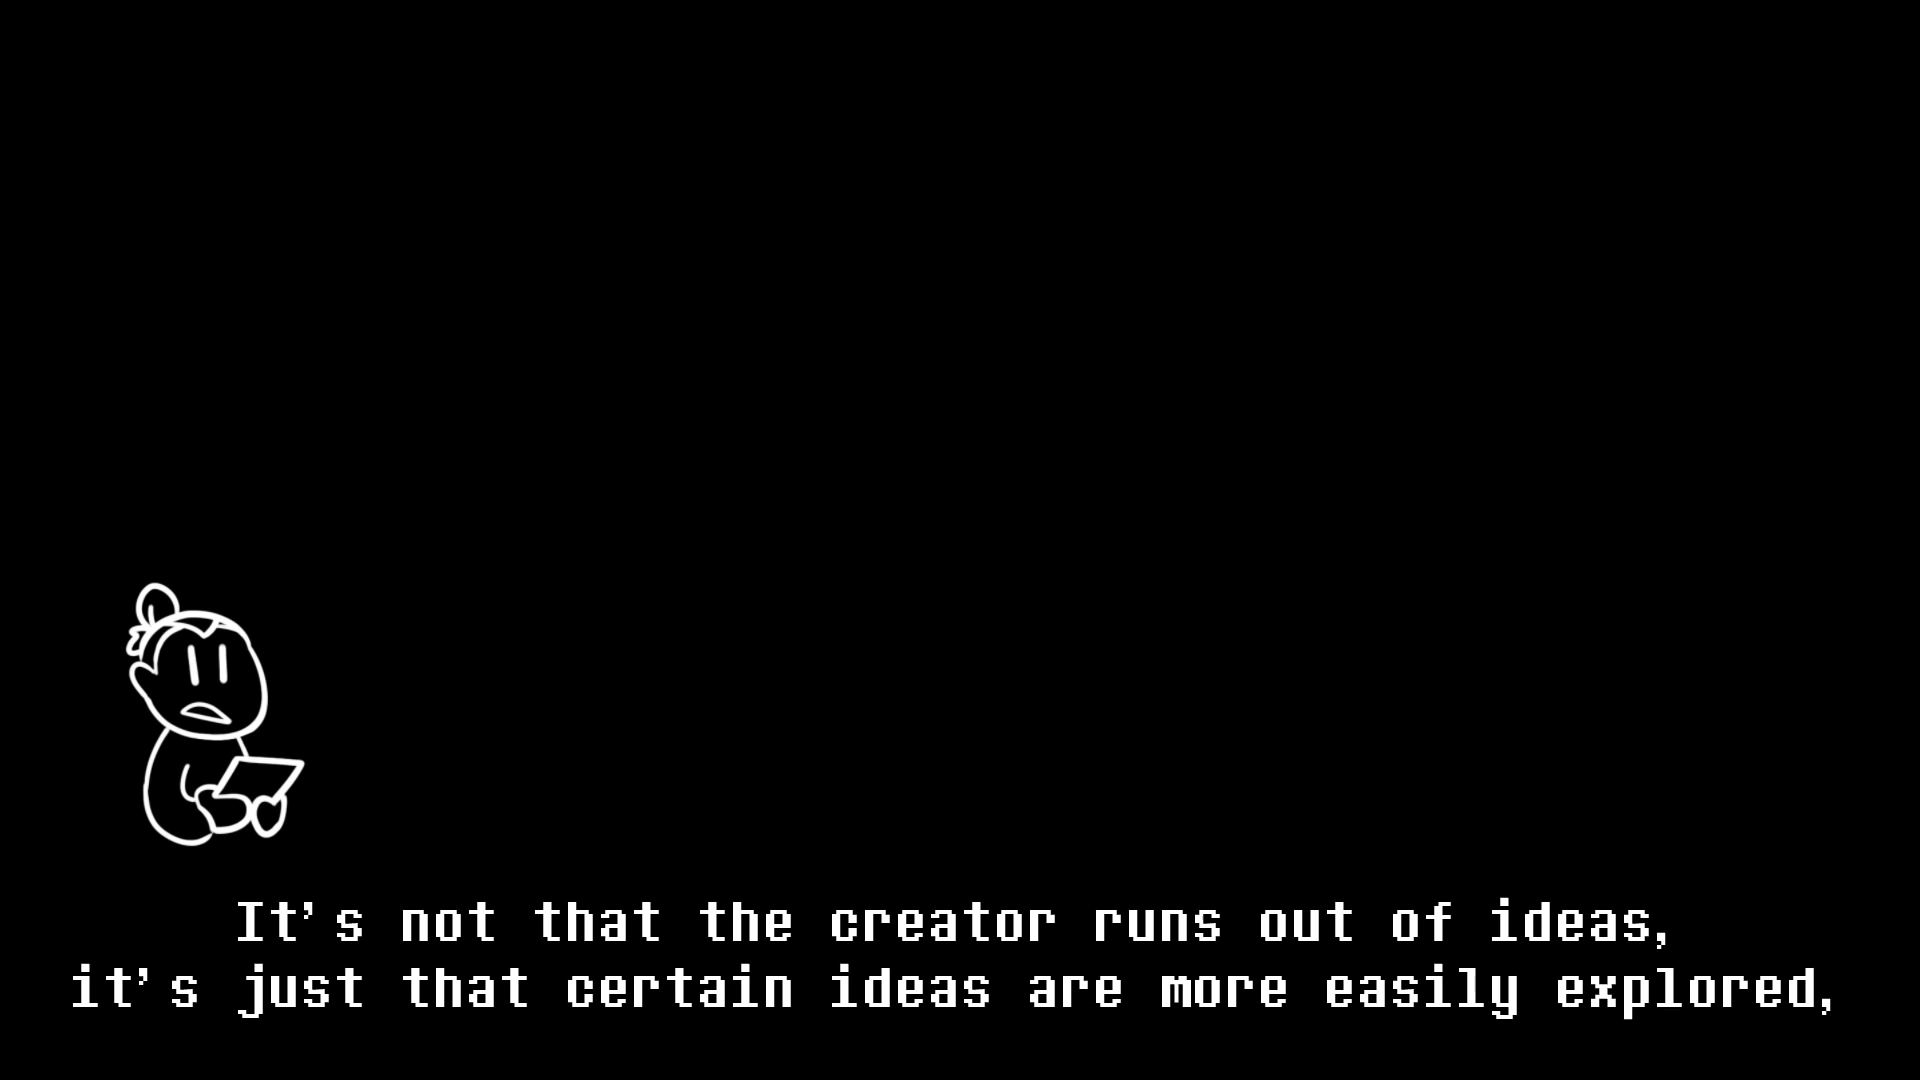 It's not that the creator runs out of ideas,
it's just that certain ideas are more easily explored,